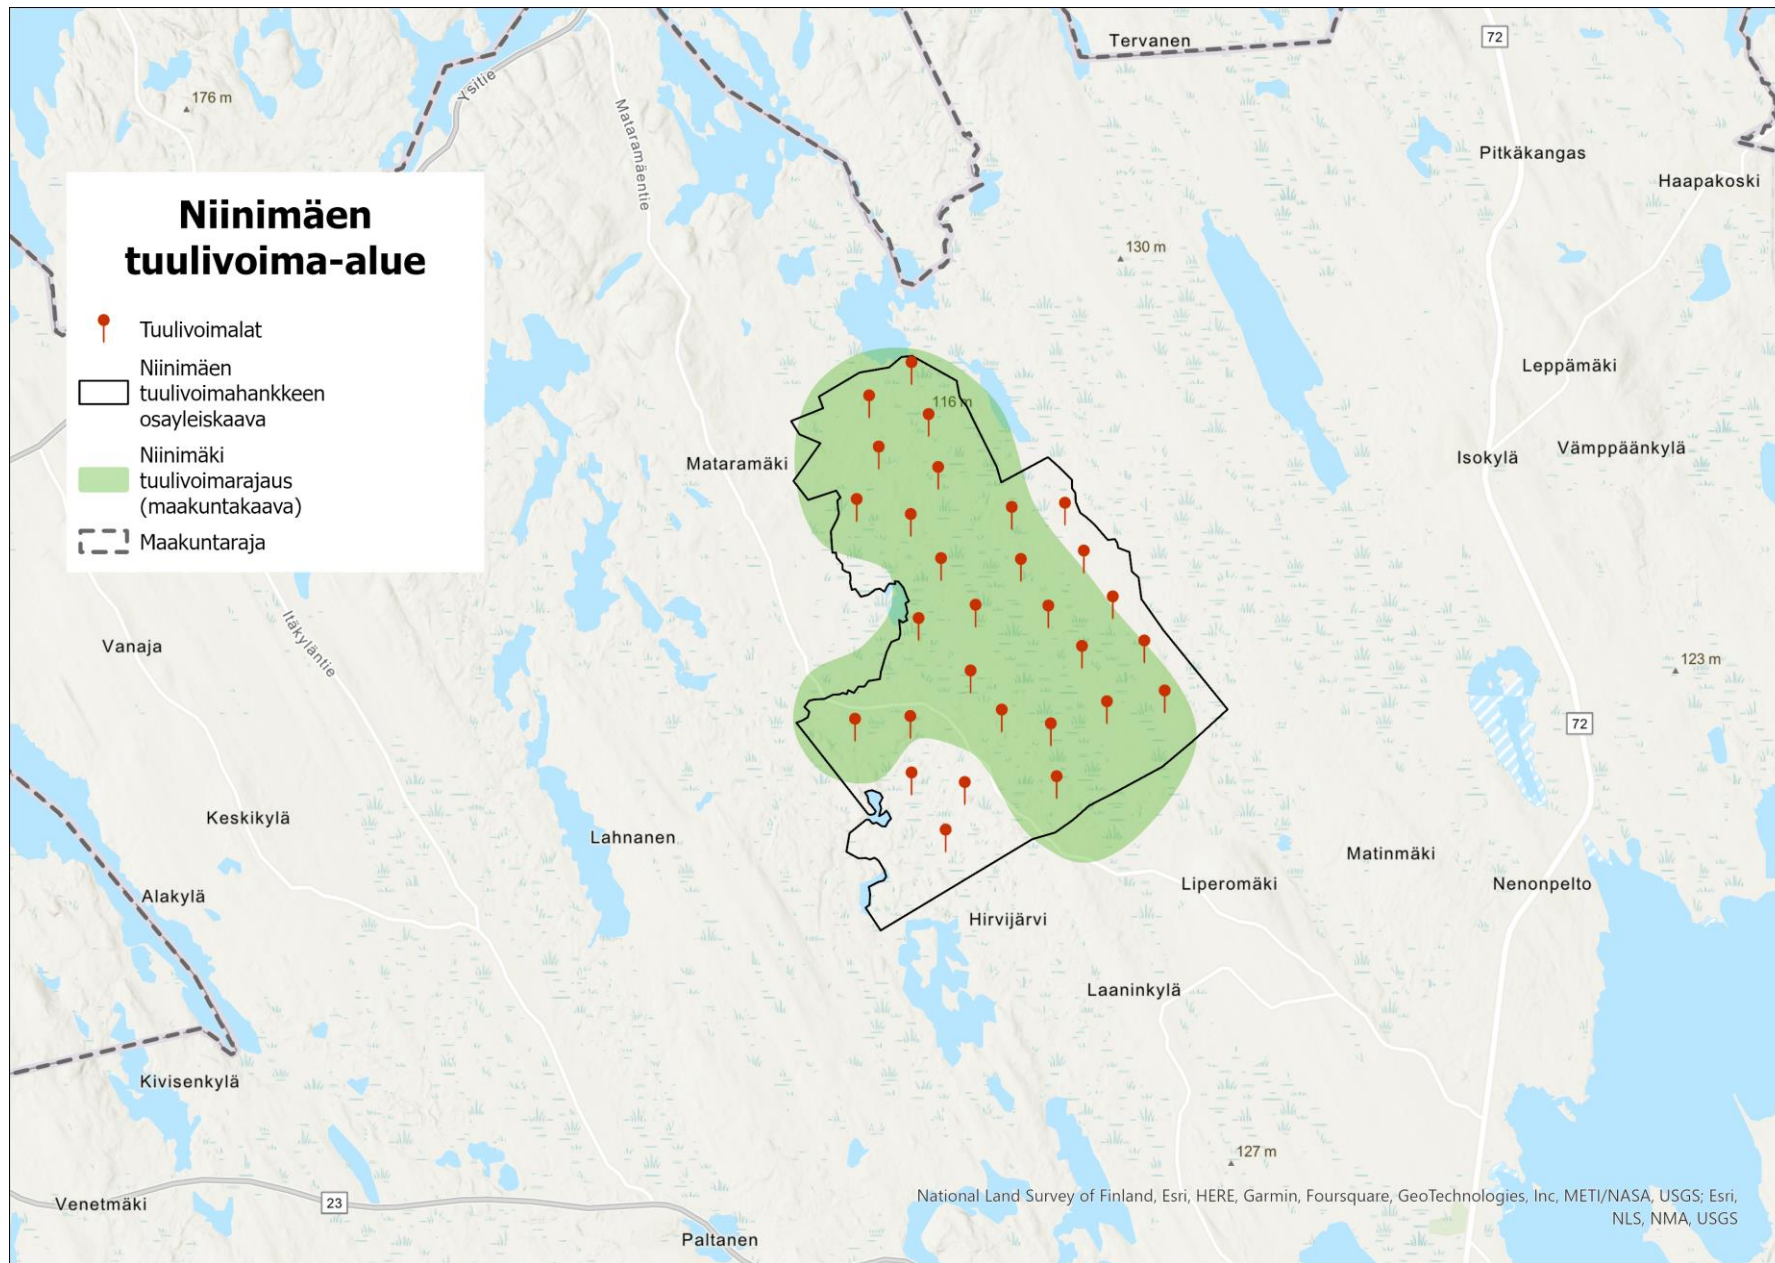 Tervanen
72
Ysitie
176 m
Mataramäentie
Pitkäkangas
Haapakoski
Niinimäen
tuulivoima-alue
Tuulivoimalat
Niinimäen
tuulivoimahankkeen
osayleiskaava
Niinimäki
tuulivoimarajaus
(maakuntakaava)
Maakuntaraja
130 m
Leppämäki
116 m
Mataramäki
Isokylä
Vämppäänkylä
Vanaja
Itäkyläntie
123 m
72
Keskikylä
Lahnanen
Matinmäki
Alakylä
Liperomäki
Nenonpelto
Hirvijärvi
Laaninkylä
Kivisenkylä
127 m
Venetmäki
23
Paltanen
National Land Survey of Finland, Esri, HERE, Garmin, Foursquare, GeoTechnologies, Inc, METI/NASA, USGS; Esri,
NLS, NMA, USGS